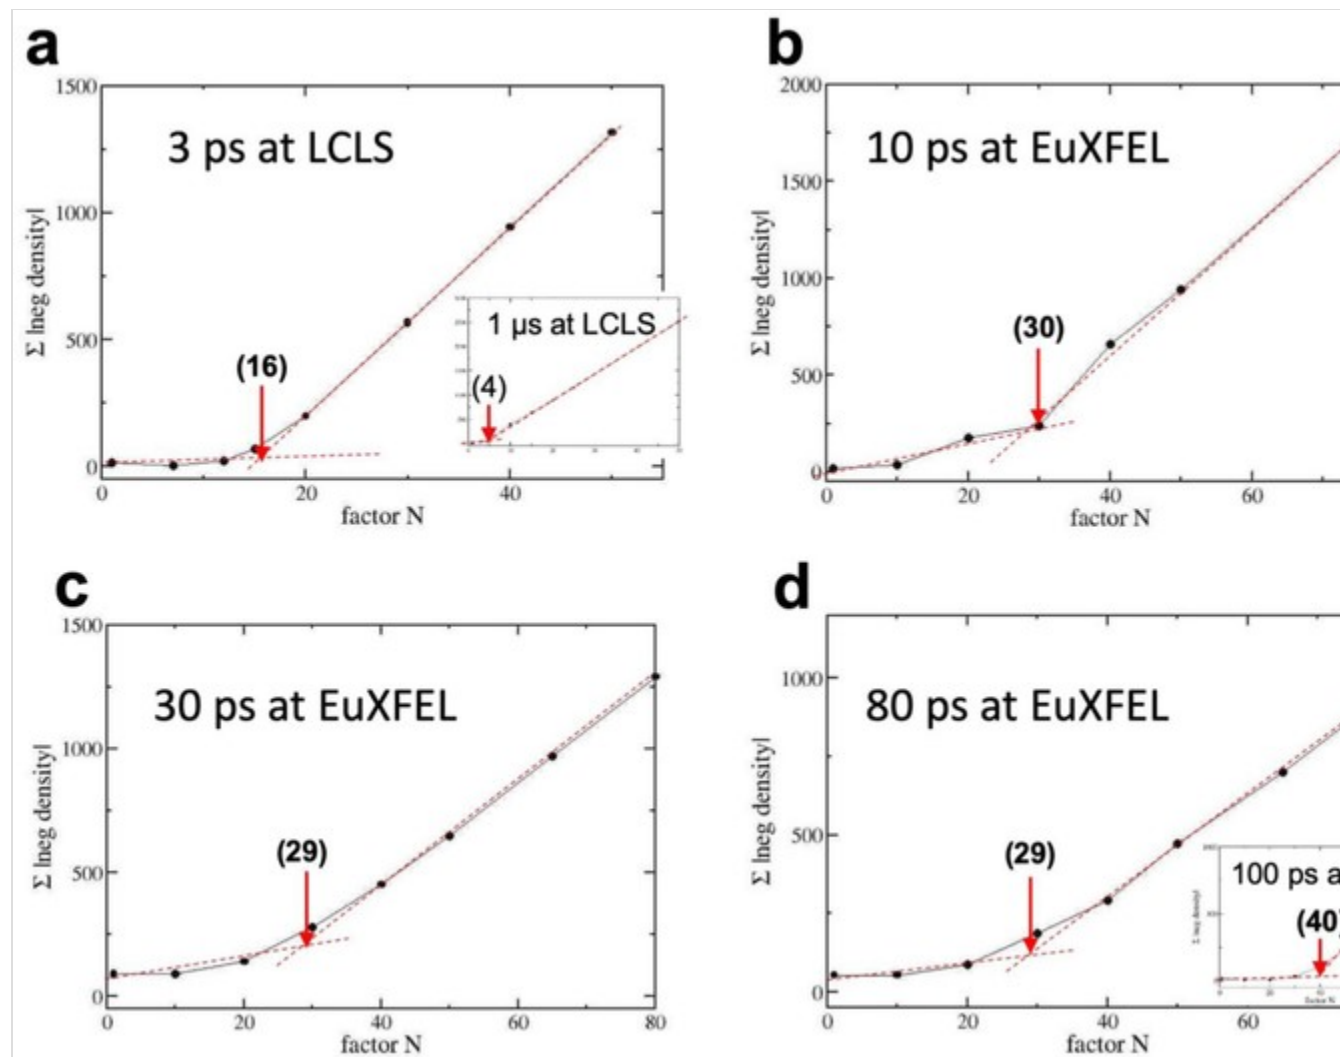 a
1500
1000
500
0
Σ |neg density|
3 ps at LCLS
(16)
0
20
40
factor N
1 μs at LCLS
(4)
b
2000
1500
1000
500
0
Σ |neg density|
10 ps at EuXFEL
(30)
0
20
40
60
factor N
c
1500
1000
500
0
Σ |neg density|
30 ps at EuXFEL
(29)
0
20
40
60
80
factor N
d
1000
500
0
Σ |neg density|
80 ps at EuXFEL
(29)
0
20
40
60
factor N
100 ps a
(40)
Σ |neg density|
factor N